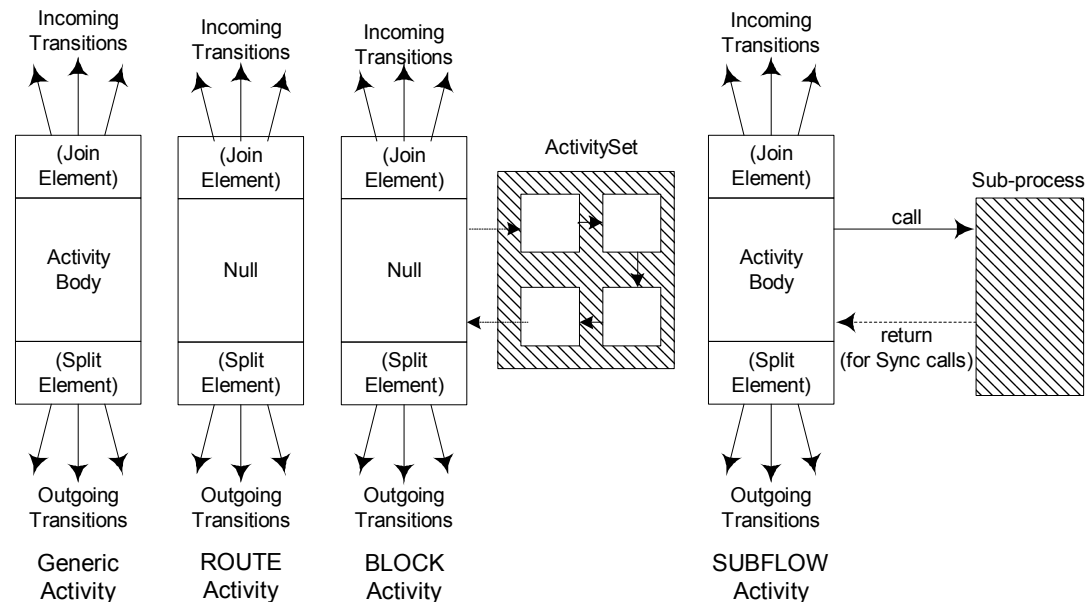 Incoming
Transitions
Incoming
Transitions
Incoming
Transitions
Incoming
Transitions
(Join
Element)
(Join
Element)
(Join
Element)
ActivitySet
(Join
Element)
Sub-process
Activity
Body
Null
Null
Activity
Body
call
return
(for Sync calls)
(Split
Element)
(Split
Element)
(Split
Element)
(Split
Element)
Outgoing
Transitions
Outgoing
Transitions
Outgoing
Transitions
Outgoing
Transitions
Generic
Activity
ROUTE
Activity
BLOCK
Activity
SUBFLOW
Activity